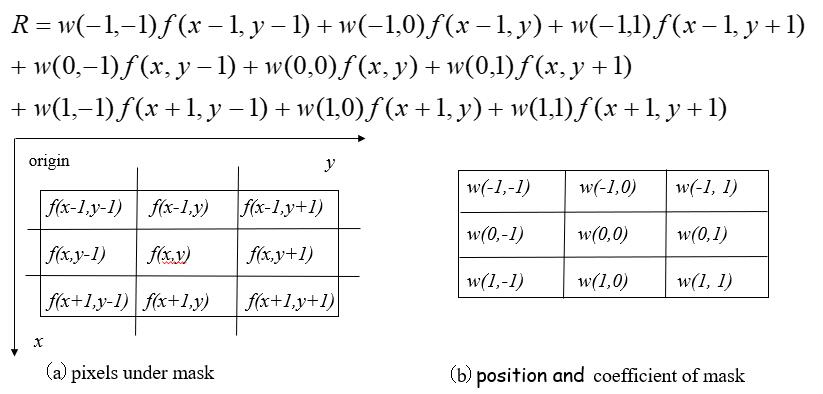 R = w(−1,−1)f(x−1, y−1) + w(−1,0)f(x−1, y) + w(−1,1)f(x−1, y+1)
+ w(0,−1)f(x, y−1) + w(0,0)f(x, y) + w(0,1)f(x, y+1)
+ w(1,−1)f(x+1, y−1) + w(1,0)f(x+1, y) + w(1,1)f(x+1, y+1)
origin y
f(x-1,y-1) f(x-1,y) f(x-1,y+1)
f(x,y-1) f(x,y) f(x,y+1)
f(x+1,y-1) f(x+1,y) f(x+1,y+1)
x
(a) pixels under mask
w(-1,-1) w(-1,0) w(-1, 1)
w(0,-1) w(0,0) w(0,1)
w(1,-1) w(1,0) w(1, 1)
(b) position and coefficient of mask